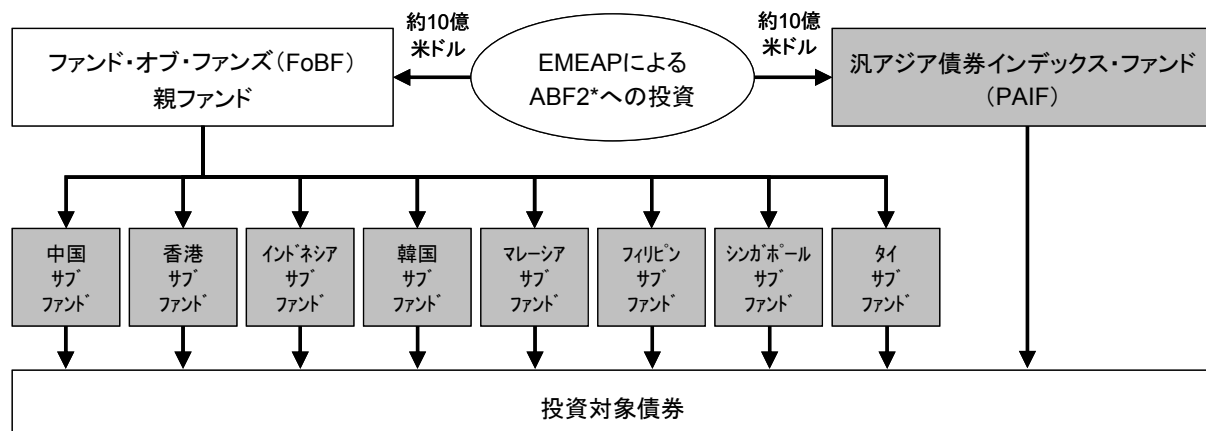 約10億
米ドル
約10億
米ドル
ファンド・オブ・ファンズ(FoBF)
親ファンド
EMEAPによる
ABF2*への投資
汎アジア債券インデックス・ファンド
(PAIF)
中国
ｻﾌﾞ
ﾌｧﾝﾄﾞ
香港
ｻﾌﾞ
ﾌｧﾝﾄﾞ
ｲﾝﾄﾞﾈｼｱ
ｻﾌﾞ
ﾌｧﾝﾄﾞ
韓国
ｻﾌﾞ
ﾌｧﾝﾄﾞ
ﾏﾚｰｼｱ
ｻﾌﾞ
ﾌｧﾝﾄﾞ
ﾌｨﾘﾋﾟﾝ
ｻﾌﾞ
ﾌｧﾝﾄﾞ
ｼﾝｶﾞﾎﾟｰﾙ
ｻﾌﾞ
ﾌｧﾝﾄﾞ
ﾀｲ
ｻﾌﾞ
ﾌｧﾝﾄﾞ
投資対象債券